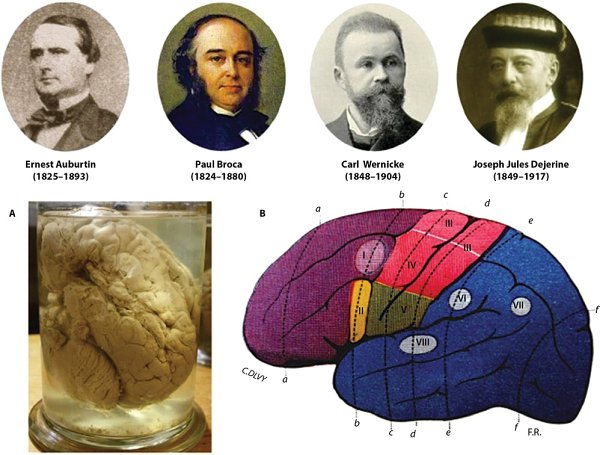 Ernest Auburtin
(1825–1893)
Paul Broca
(1824–1880)
Carl Wernicke
(1848–1904)
Joseph Jules Dejerine
(1849–1917)
A
B
a
b
c
d
e
III
III
I
IV
II
V
VI
VII
VIII
f
C.DLVY
a
b
c
d
e
f
F.R.